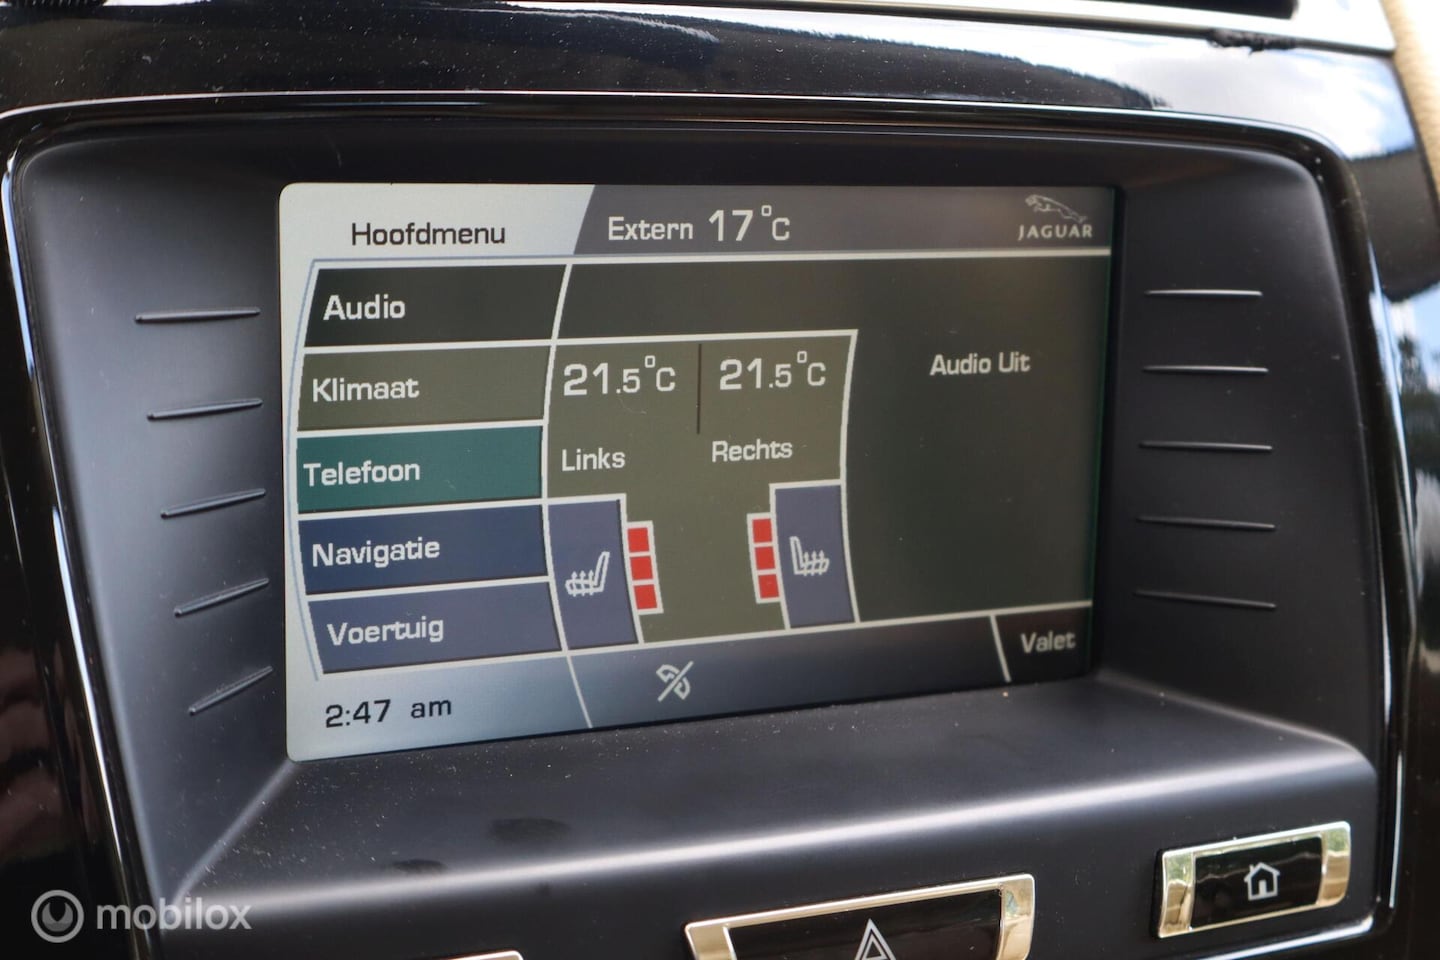 Hoofdmenu
Extern 17°C
JAGUAR
Audio
Klimaat
21.5°C
21.5°C
Audio Uit
Telefoon
Links
Rechts
Navigatie
Voertuig
Valet
2:47 am
mobilox